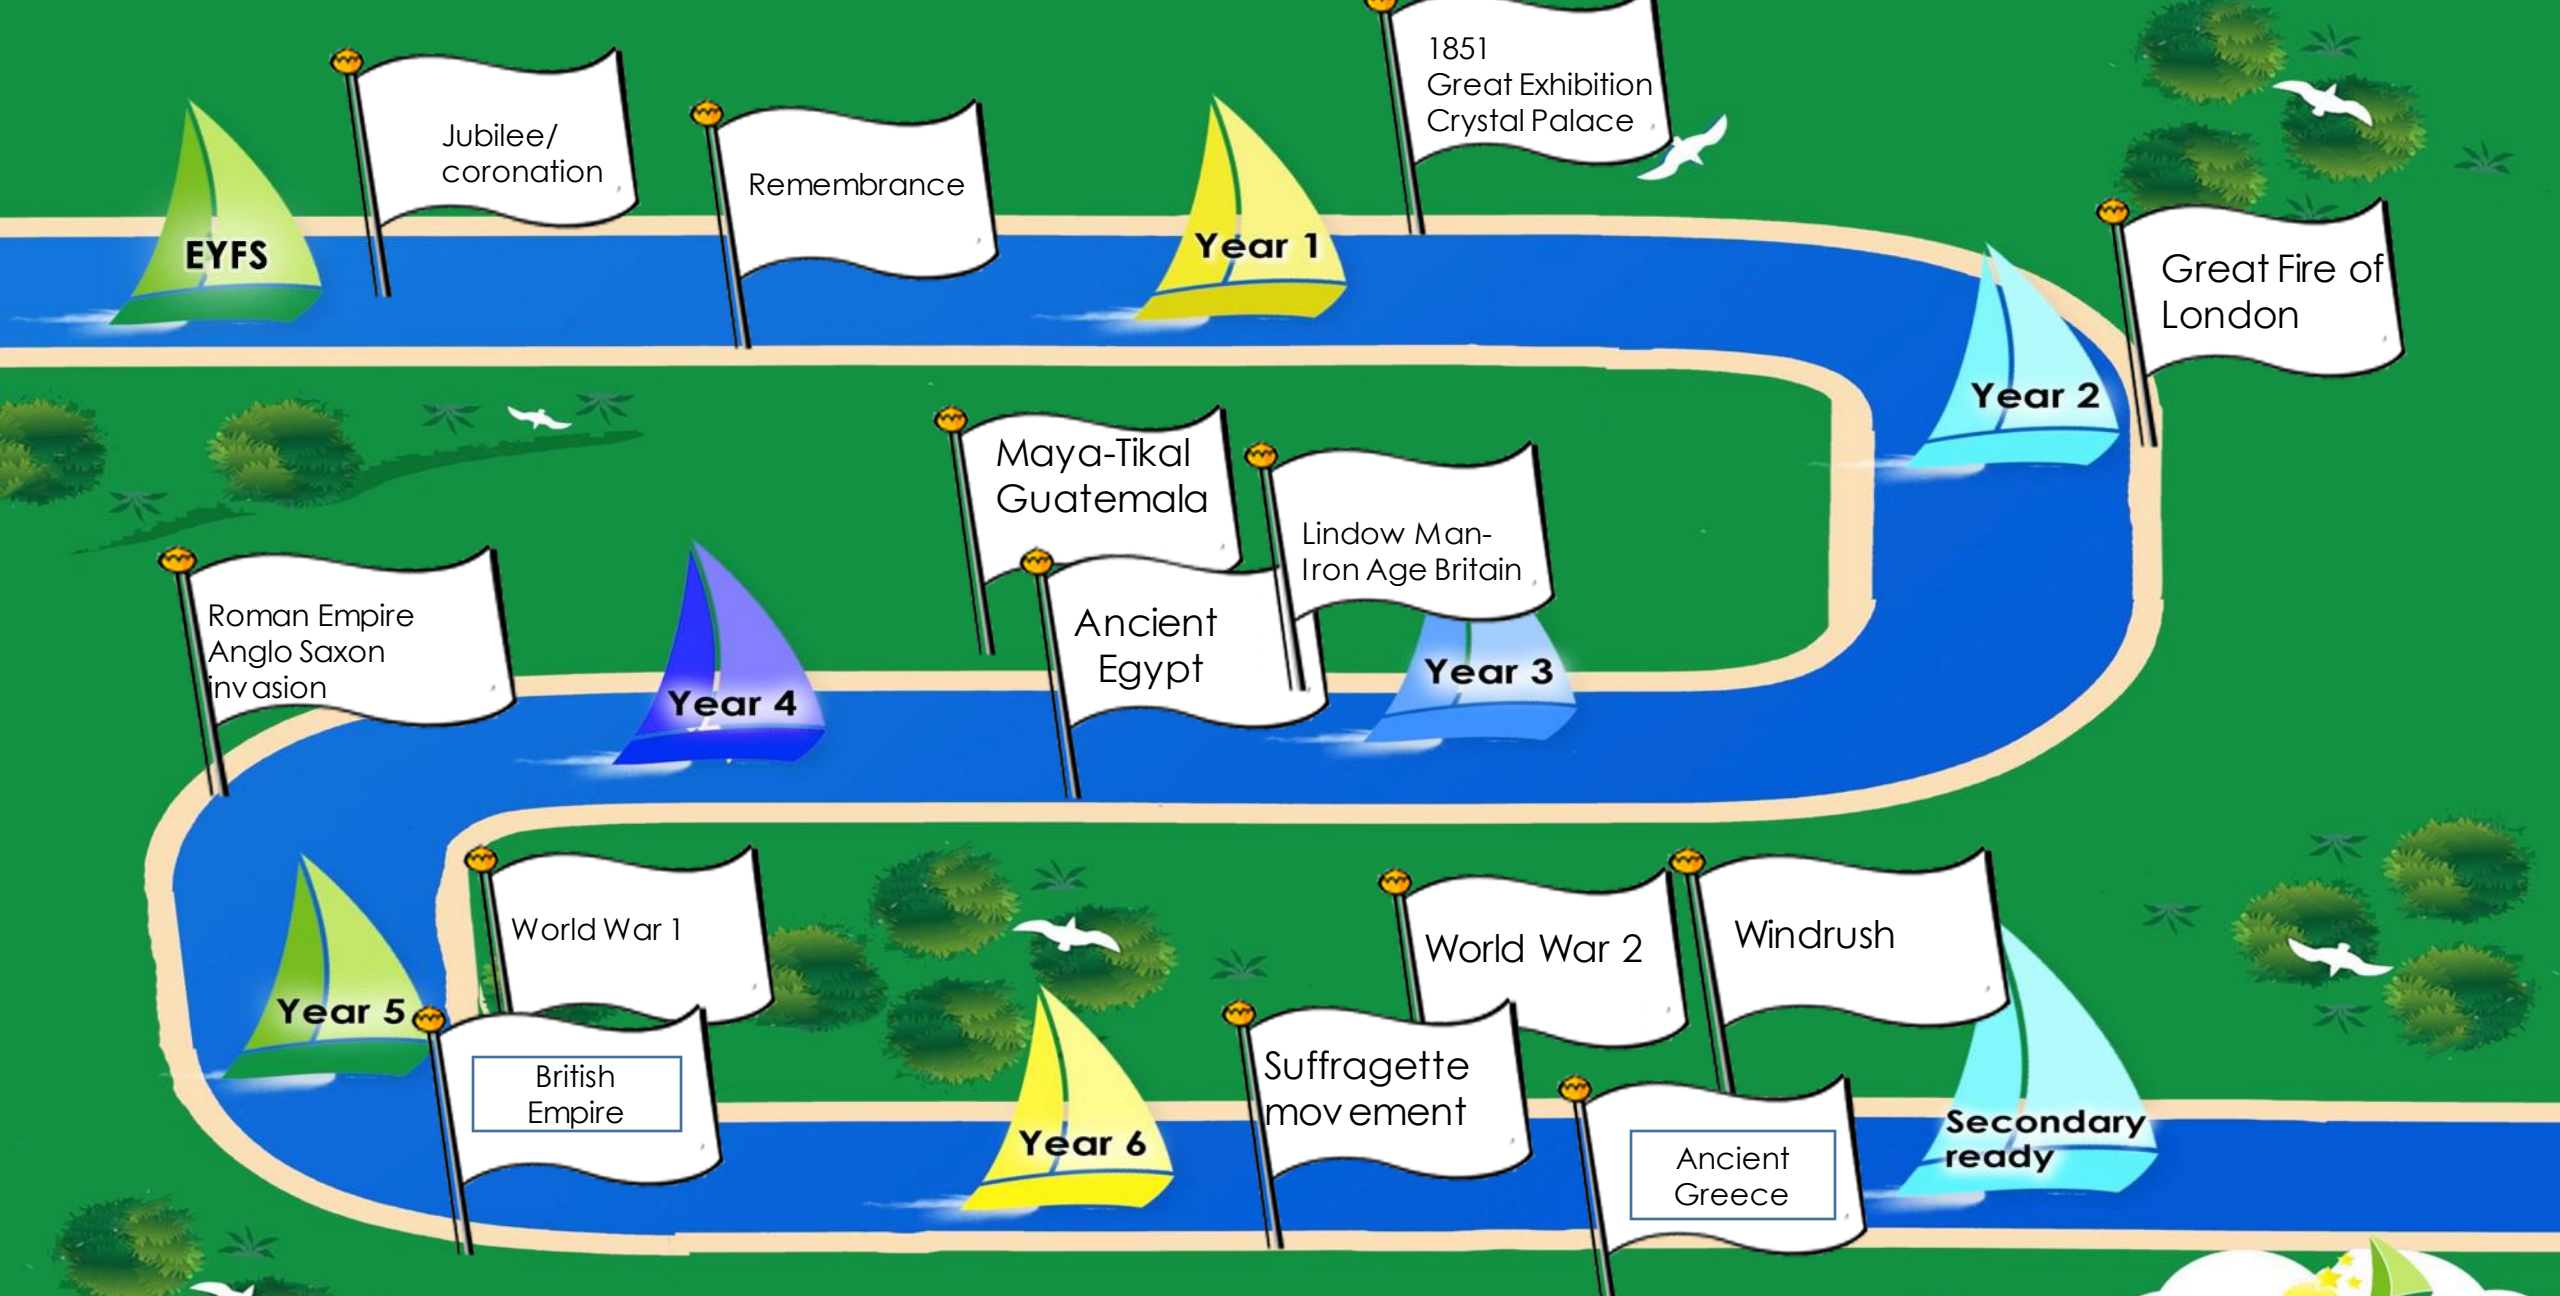 EYFS
Jubilee/
coronation
Remembrance
Year 1
1851
Great Exhibition
Crystal Palace
Year 2
Great Fire of
London
Year 3
Lindow Man-
Iron Age Britain
Maya-Tikal
Guatemala
Ancient
Egypt
Year 4
Roman Empire
Anglo Saxon
invasion
Year 5
World War 1
British
Empire
Year 6
Suffragette
movement
World War 2
Windrush
Ancient
Greece
Secondary
ready